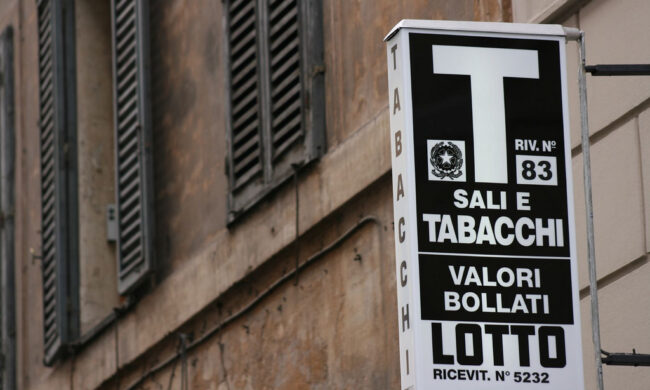 TABACCHI
T
RIV. N°
83
SALI E
TABACCHI
VALORI
BOLLATI
LOTTO
RICEVIT. N° 5232